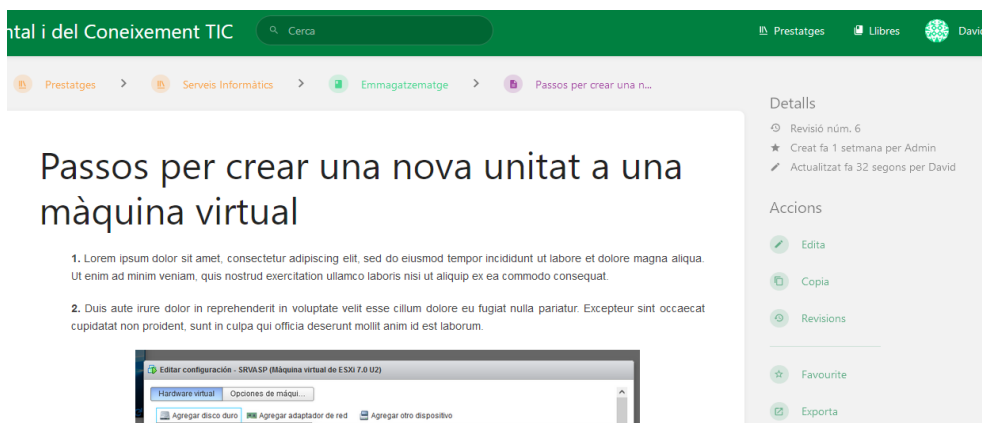 ntal i del Coneixement TIC
Cerca
Prestatges
Llibres
David
Prestatges > Serveis Informàtics > Emmagatzematge > Passos per crear una n...
Passos per crear una nova unitat a una
màquina virtual
1. Lorem ipsum dolor sit amet, consectetur adipiscing elit, sed do eiusmod tempor incididunt ut labore et dolore magna aliqua.
Ut enim ad minim veniam, quis nostrud exercitation ullamco laboris nisi ut aliquip ex ea commodo consequat.
2. Duis aute irure dolor in reprehenderit in voluptate velit esse cillum dolore eu fugiat nulla pariatur. Excepteur sint occaecat
cupidatat non proident, sunt in culpa qui officia deserunt mollit anim id est laborum.
Editar configuración - SRVASP (Máquina virtual de ESXi 7.0 U2)
Hardware virtual
Opciones de máqui...
Agregar disco duro
Agregar adaptador de red
Agregar otro dispositivo
Detalls
Revisió núm. 6
Creat fa 1 setmana per Admin
Actualitzat fa 32 segons per David
Accions
Edita
Copia
Revisions
Favourite
Exporta